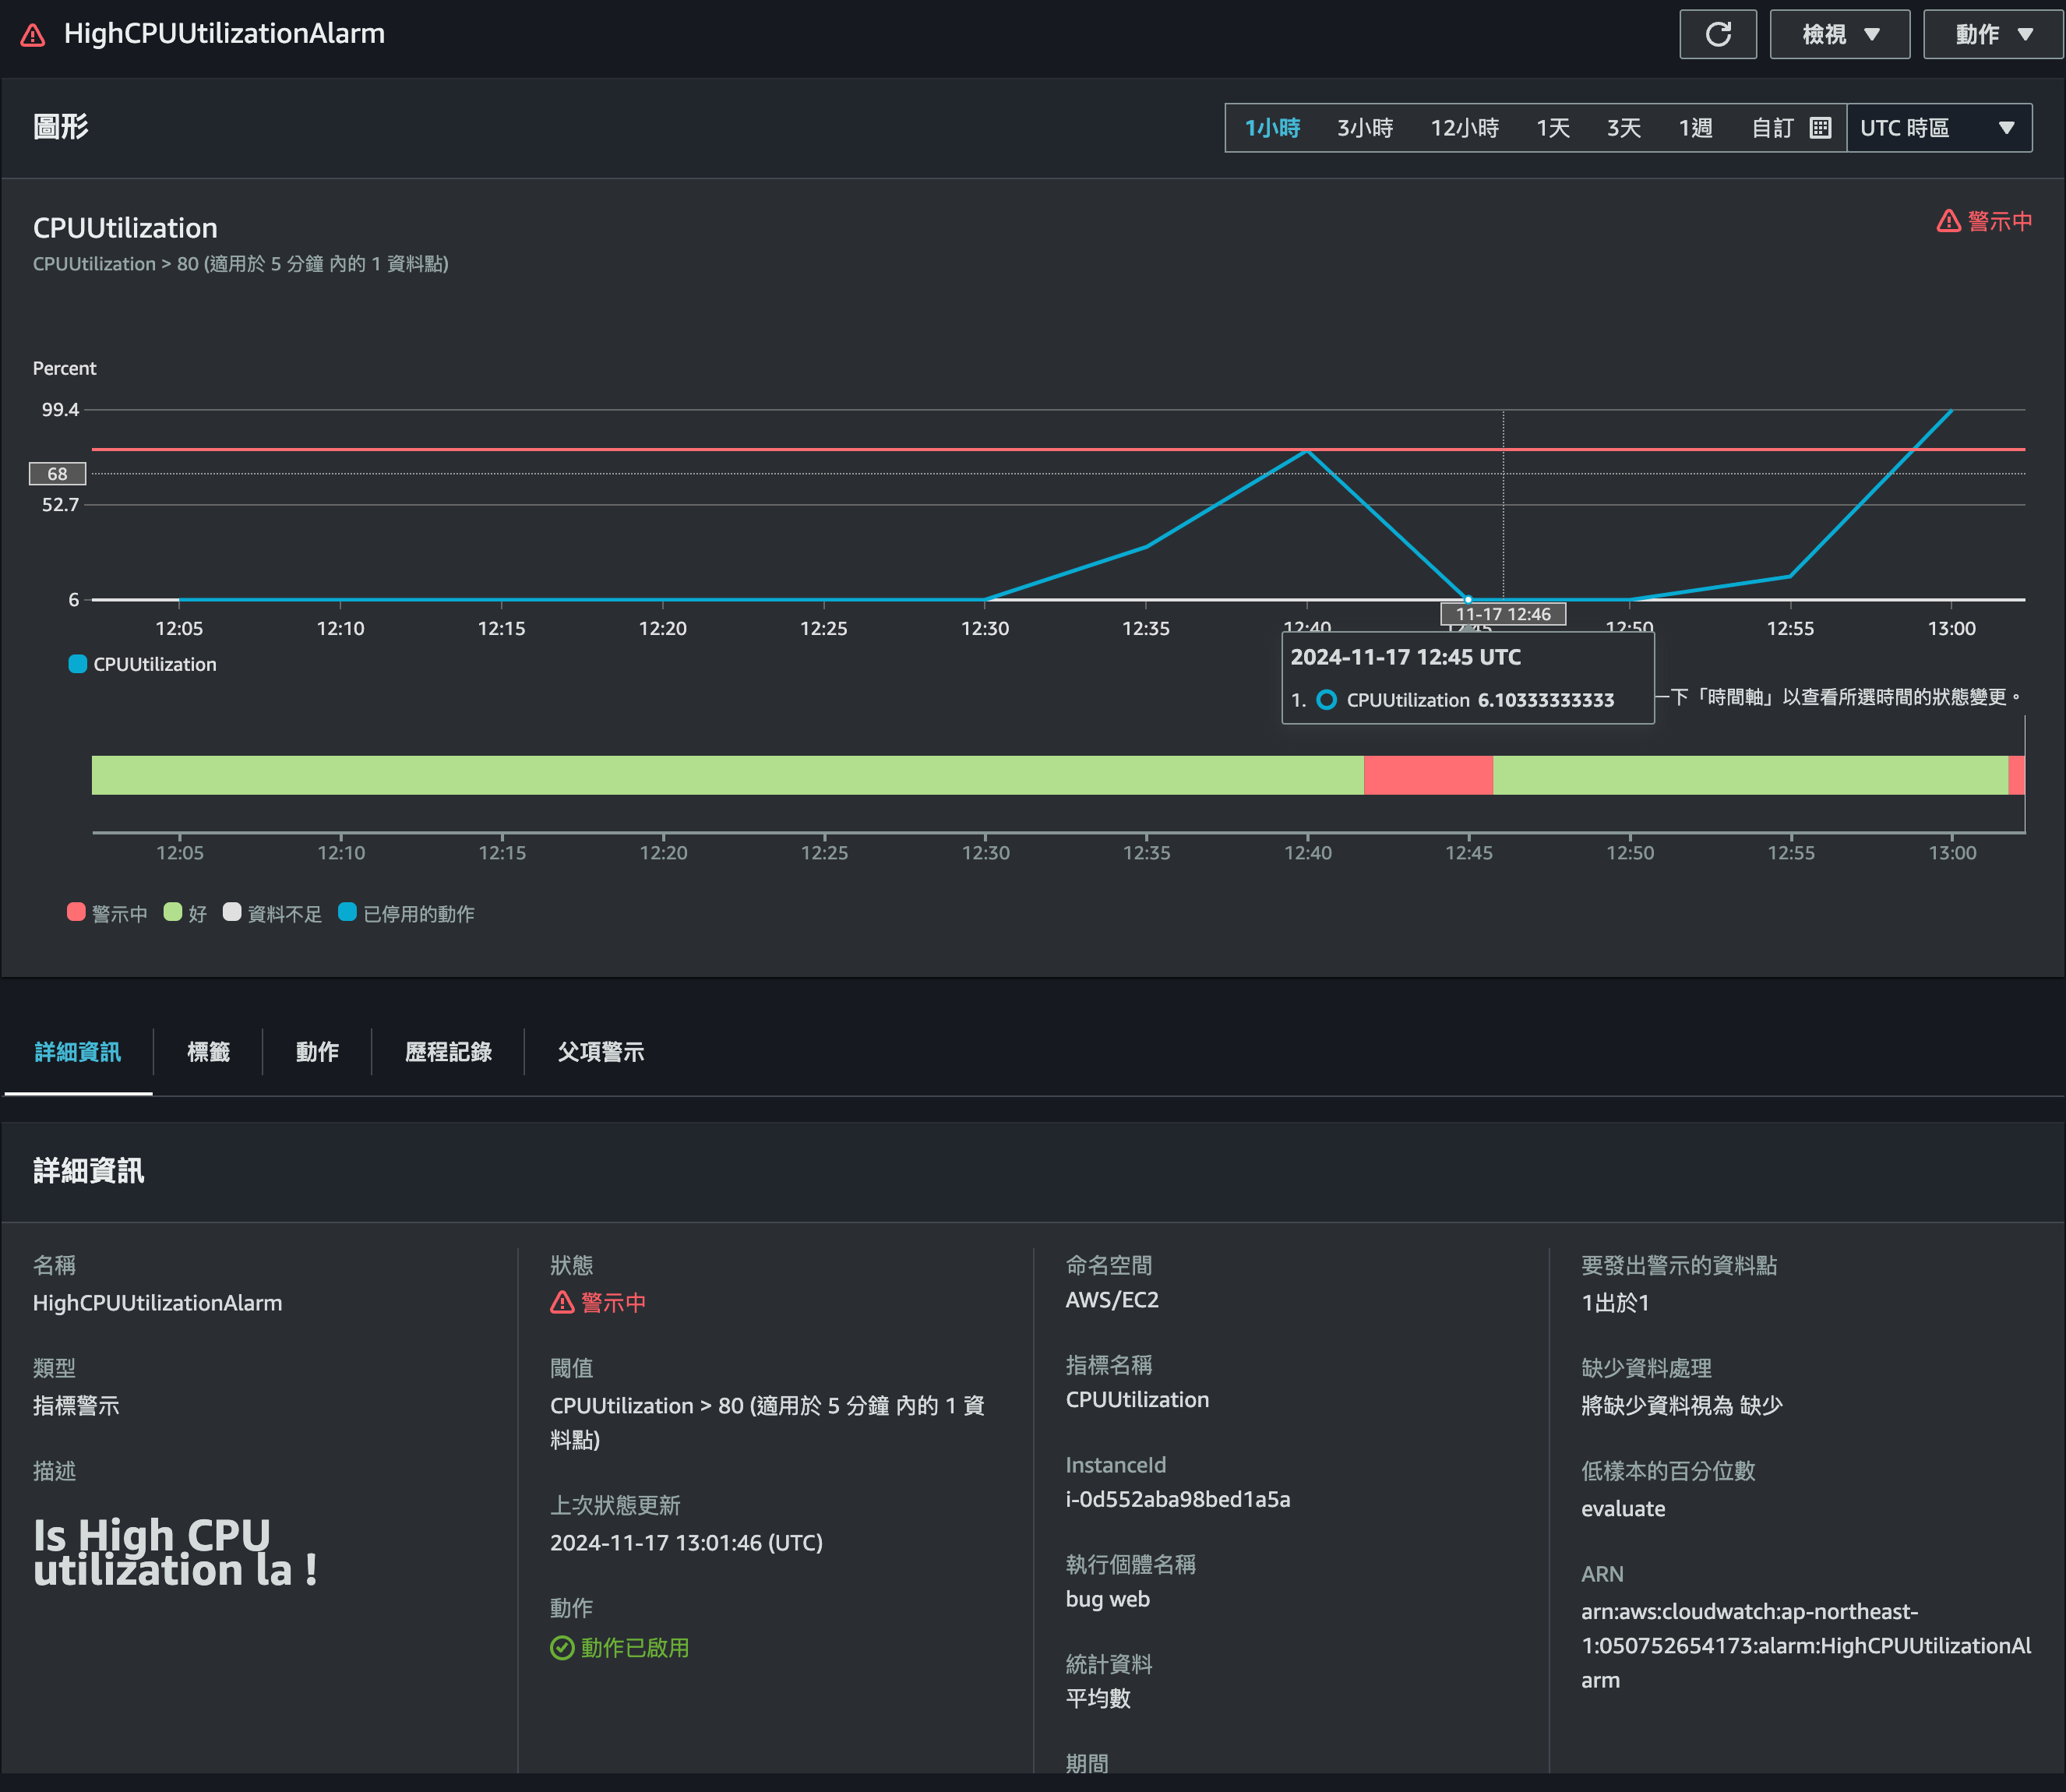 HighCPUUtilizationAlarm
檢視
動作
圖形
1小時 3小時 12小時 1天 3天 1週 自訂 UTC 時區
CPUUtilization
警示中
CPUUtilization > 80 (適用於 5 分鐘 內的 1 資料點)
Percent
99.4
68
52.7
6
11-17 12:46
12:05 12:10 12:15 12:20 12:25 12:30 12:35 12:40 12:45 12:50 12:55 13:00
CPUUtilization
2024-11-17 12:45 UTC
1. CPUUtilization 6.10333333333
一下「時間軸」以查看所選時間的狀態變更。
12:05 12:10 12:15 12:20 12:25 12:30 12:35 12:40 12:45 12:50 12:55 13:00
警示中 好 資料不足 已停用的動作
詳細資訊 標籤 動作 歷程記錄 父項警示
詳細資訊
名稱
HighCPUUtilizationAlarm
類型
指標警示
描述
Is High CPU
utilization la !
狀態
警示中
閾值
CPUUtilization > 80 (適用於 5 分鐘 內的 1 資
料點)
上次狀態更新
2024-11-17 13:01:46 (UTC)
動作
動作已啟用
命名空間
AWS/EC2
指標名稱
CPUUtilization
InstanceId
i-0d552aba98bed1a5a
執行個體名稱
bug web
統計資料
平均數
期間
要發出警示的資料點
1出於1
缺少資料處理
將缺少資料視為 缺少
低樣本的百分位數
evaluate
ARN
arn:aws:cloudwatch:ap-northeast-
1:050752654173:alarm:HighCPUUtilizationAl
arm